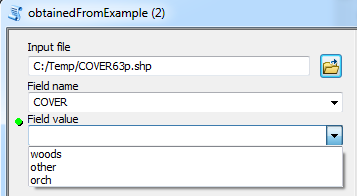 obtainedFromExample (2)
Input file
C:/Temp/COVER63p.shp
Field name
COVER
Field value
woods
other
orch